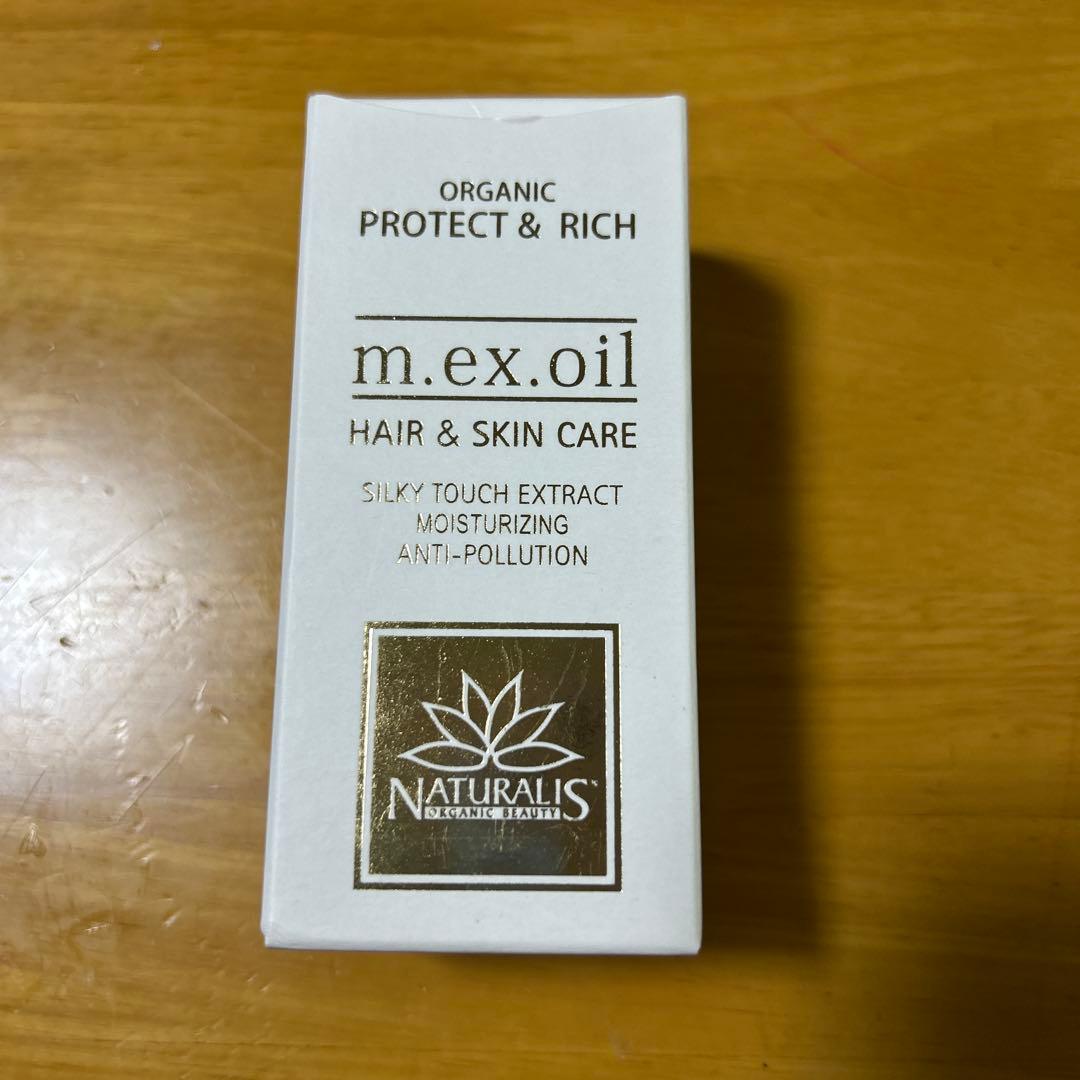 ORGANIC
PROTECT & RICH
m.ex.oil
HAIR & SKIN CARE
SILKY TOUCH EXTRACT
MOISTURIZING
ANTI-POLLUTION
NATURALIS
ORGANIC BEAUTY